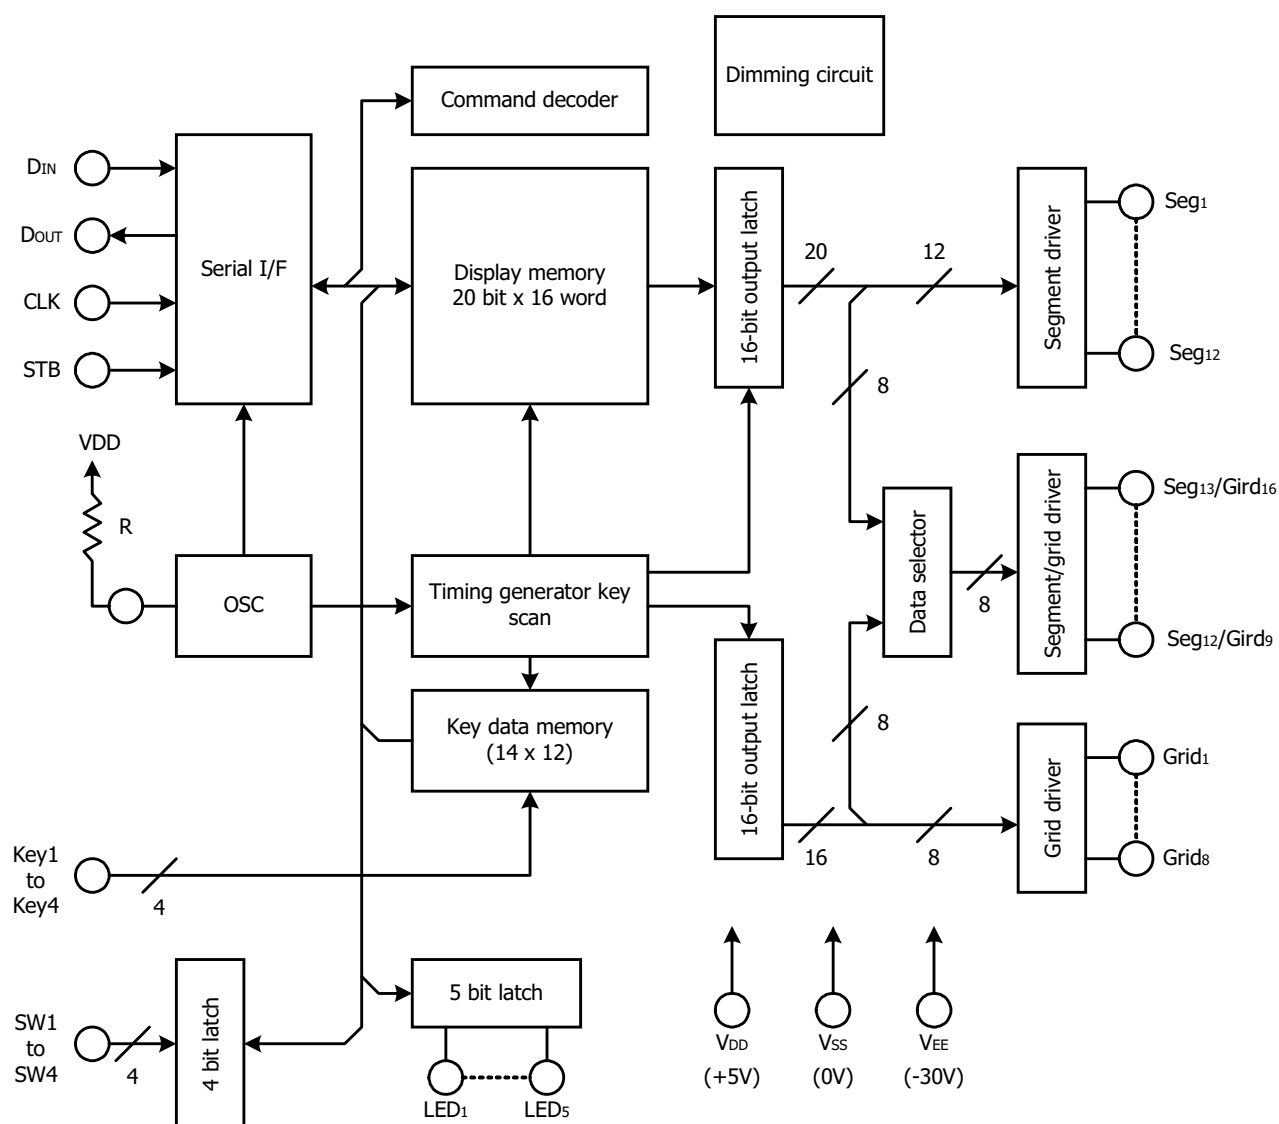 Dimming circuit
Command decoder
DIN
DOUT
CLK
STB
Serial I/F
Display memory
20 bit x 16 word
16-bit output latch
20
12
8
Segment driver
Seg1
Seg12
VDD
R
OSC
Timing generator key
scan
Data selector
8
Segment/grid driver
Seg13/Gird16
Seg12/Gird9
Key data memory
(14 x 12)
16-bit output latch
8
16
8
Grid driver
Grid1
Grid8
Key1
to
Key4
4
SW1
to
SW4
4
4 bit latch
5 bit latch
LED1
LED5
VDD
(+5V)
VSS
(0V)
VEE
(-30V)